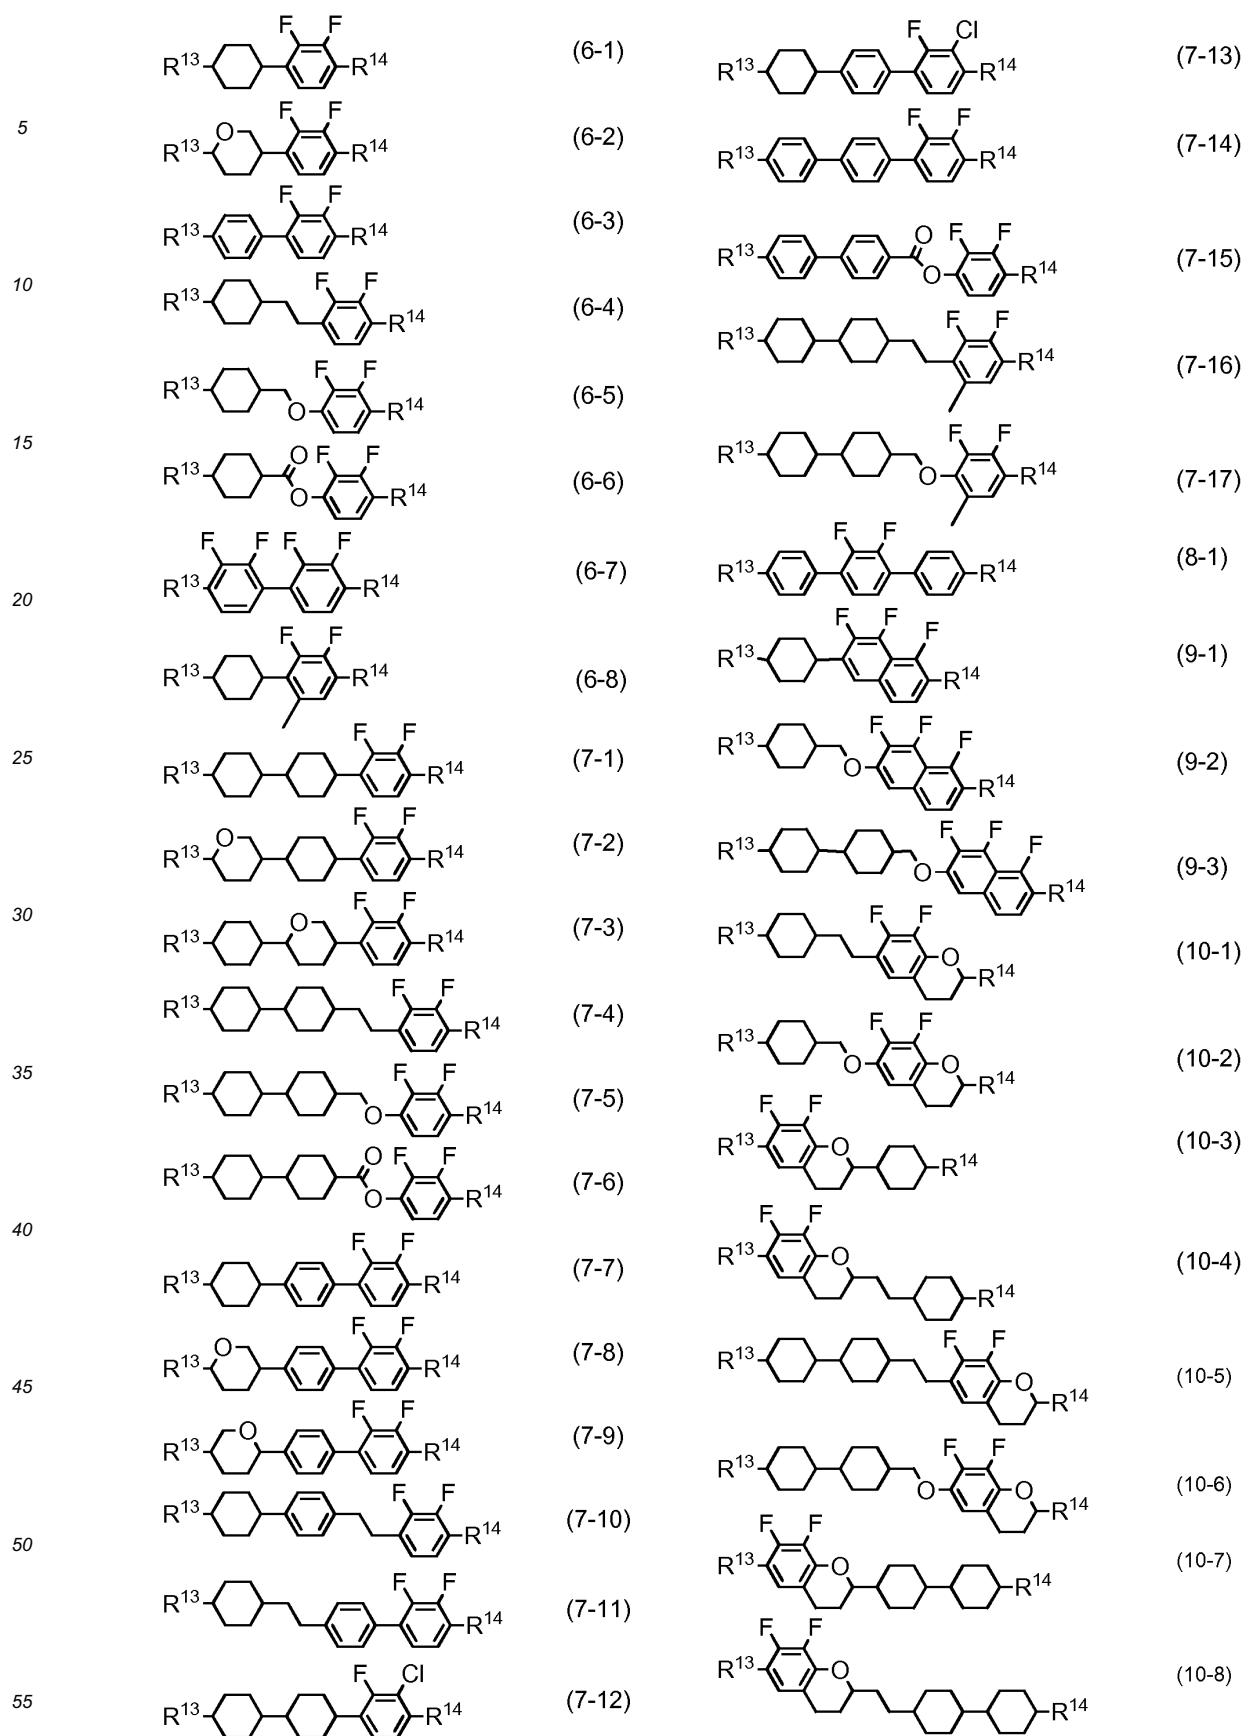 F F
R¹³ R¹⁴ (6-1)
5
F F
O
R¹³ R¹⁴ (6-2)
F F
R¹³ R¹⁴ (6-3)
10
F F
R¹³ R¹⁴ (6-4)
F F
R¹³ O R¹⁴ (6-5)
15
O F F
R¹³ O R¹⁴ (6-6)
F F F F
R¹³ R¹⁴ (6-7)
20
F F
R¹³ R¹⁴ (6-8)
25
F F
R¹³ R¹⁴ (7-1)
F F
O
R¹³ R¹⁴ (7-2)
30
F F
O
R¹³ R¹⁴ (7-3)
F F
R¹³ R¹⁴ (7-4)
35
F F
R¹³ O R¹⁴ (7-5)
O F F
R¹³ O R¹⁴ (7-6)
40
F F
R¹³ R¹⁴ (7-7)
F F
O
R¹³ R¹⁴ (7-8)
45
F F
O
R¹³ R¹⁴ (7-9)
F F
R¹³ R¹⁴ (7-10)
50
F F
R¹³ R¹⁴ (7-11)
F Cl
R¹³ R¹⁴ (7-12)
55
F Cl
R¹³ R¹⁴ (7-13)
F F
R¹³ R¹⁴ (7-14)
O F F
R¹³ O R¹⁴ (7-15)
F F
R¹³ R¹⁴ (7-16)
F F
R¹³ O R¹⁴ (7-17)
F F
R¹³ R¹⁴ (8-1)
F F F
R¹³ R¹⁴ (9-1)
F F F
R¹³ O R¹⁴ (9-2)
F F F
R¹³ O R¹⁴ (9-3)
F F
R¹³ O R¹⁴ (10-1)
F F
R¹³ O O R¹⁴ (10-2)
F F
R¹³ O R¹⁴ (10-3)
F F
R¹³ O R¹⁴ (10-4)
F F
R¹³ O R¹⁴ (10-5)
F F
R¹³ O O R¹⁴ (10-6)
F F
R¹³ O R¹⁴ (10-7)
F F
R¹³ O R¹⁴ (10-8)